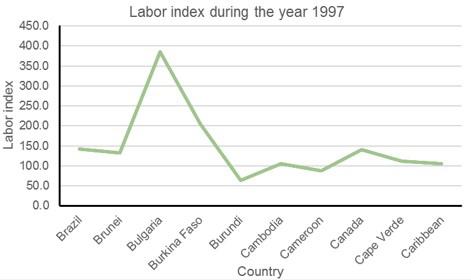 Labor index during the year 1997
450.0
400.0
350.0
300.0
250.0
200.0
150.0
100.0
50.0
0.0
Labor index
Brazil
Brunei
Bulgaria
Burkina Faso
Burundi
Cambodia
Cameroon
Canada
Cape Verde
Caribbean
Country